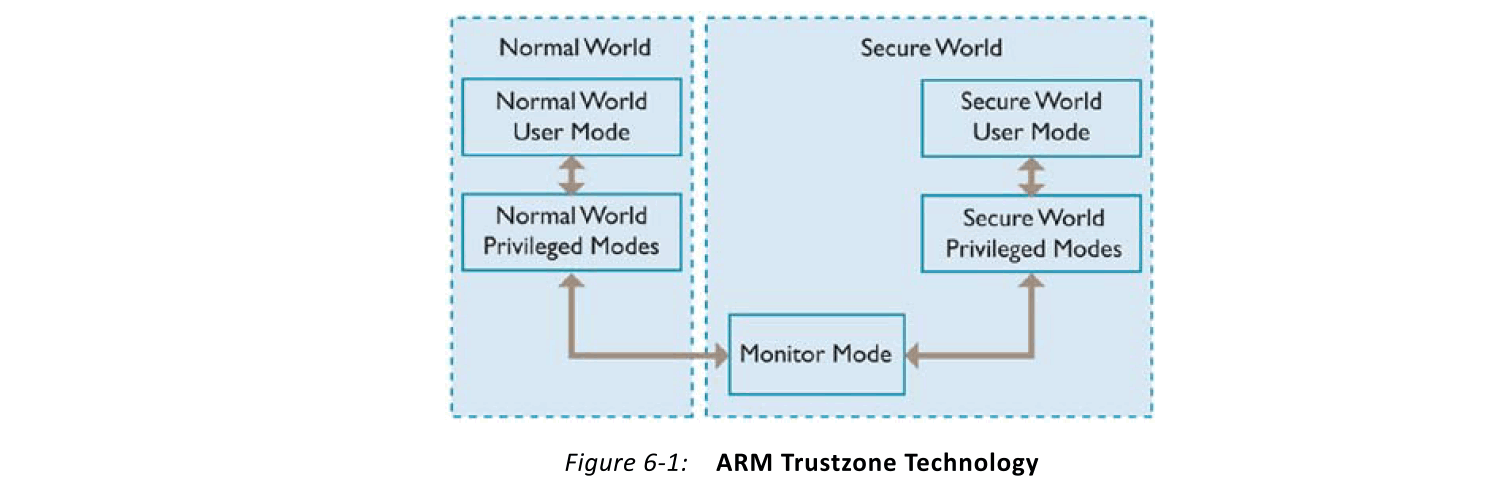 Normal World
Secure World
Normal World
User Mode
Secure World
User Mode
Normal World
Privileged Modes
Secure World
Privileged Modes
Monitor Mode
Figure 6-1: ARM Trustzone Technology